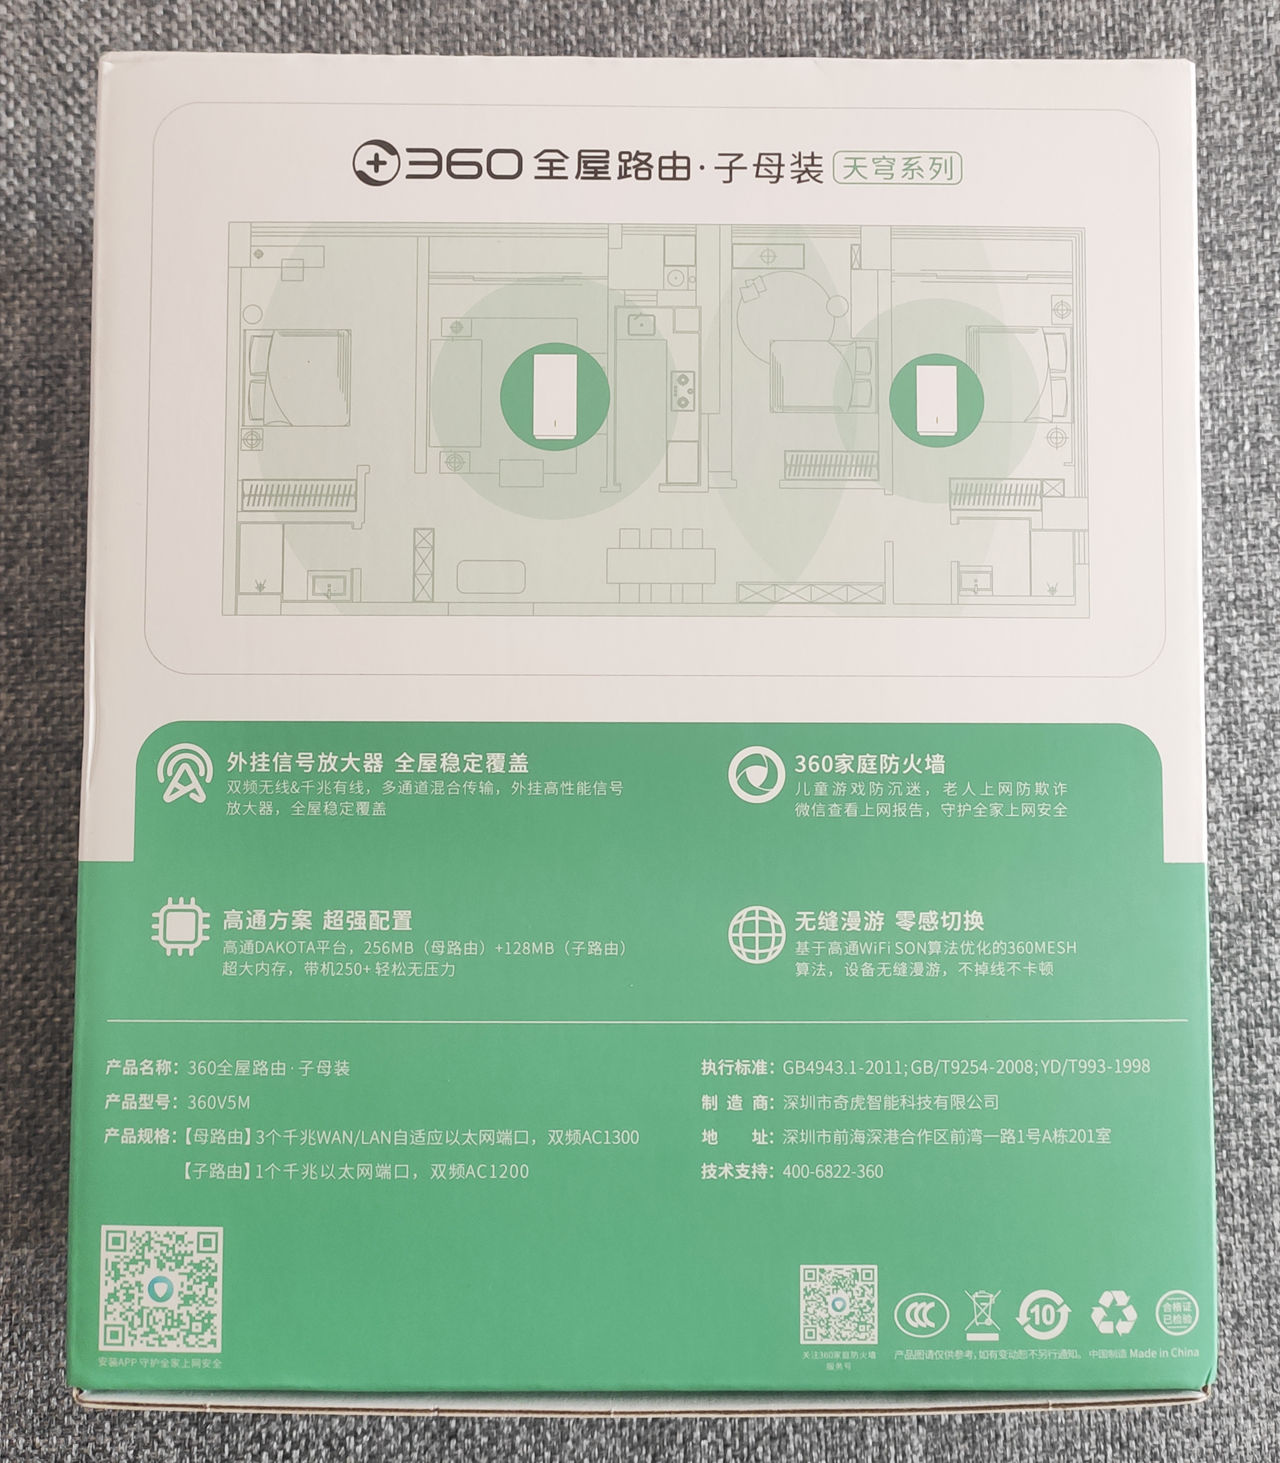 360全屋路由·子母装 天穹系列
外挂信号放大器 全屋稳定覆盖
双频无线&千兆有线，多通道混合传输，外挂高性能信号
放大器，全屋稳定覆盖
360家庭防火墙
儿童游戏防沉迷，老人上网防欺诈
微信查看上网报告，守护全家上网安全
高通方案 超强配置
高通DAKOTA平台，256MB（母路由）+128MB（子路由）
超大内存，带机250+ 轻松无压力
无缝漫游 零感切换
基于高通WiFi SON算法优化的360MESH
算法，设备无缝漫游，不掉线不卡顿
产品名称：360全屋路由·子母装
产品型号：360V5M
产品规格：【母路由】3个千兆WAN/LAN自适应以太网端口，双频AC1300
【子路由】1个千兆以太网端口，双频AC1200
执行标准：GB4943.1-2011;GB/T9254-2008;YD/T993-1998
制造商：深圳市奇虎智能科技有限公司
地址：深圳市前海深港合作区前湾一路1号A栋201室
技术支持：400-6822-360
安装APP 守护全家上网安全
关注360家庭防火墙
服务号
CCC
10
合格证
已检验
产品图请仅供参考，如有变动恕不另行通知。 中国制造 Made in China